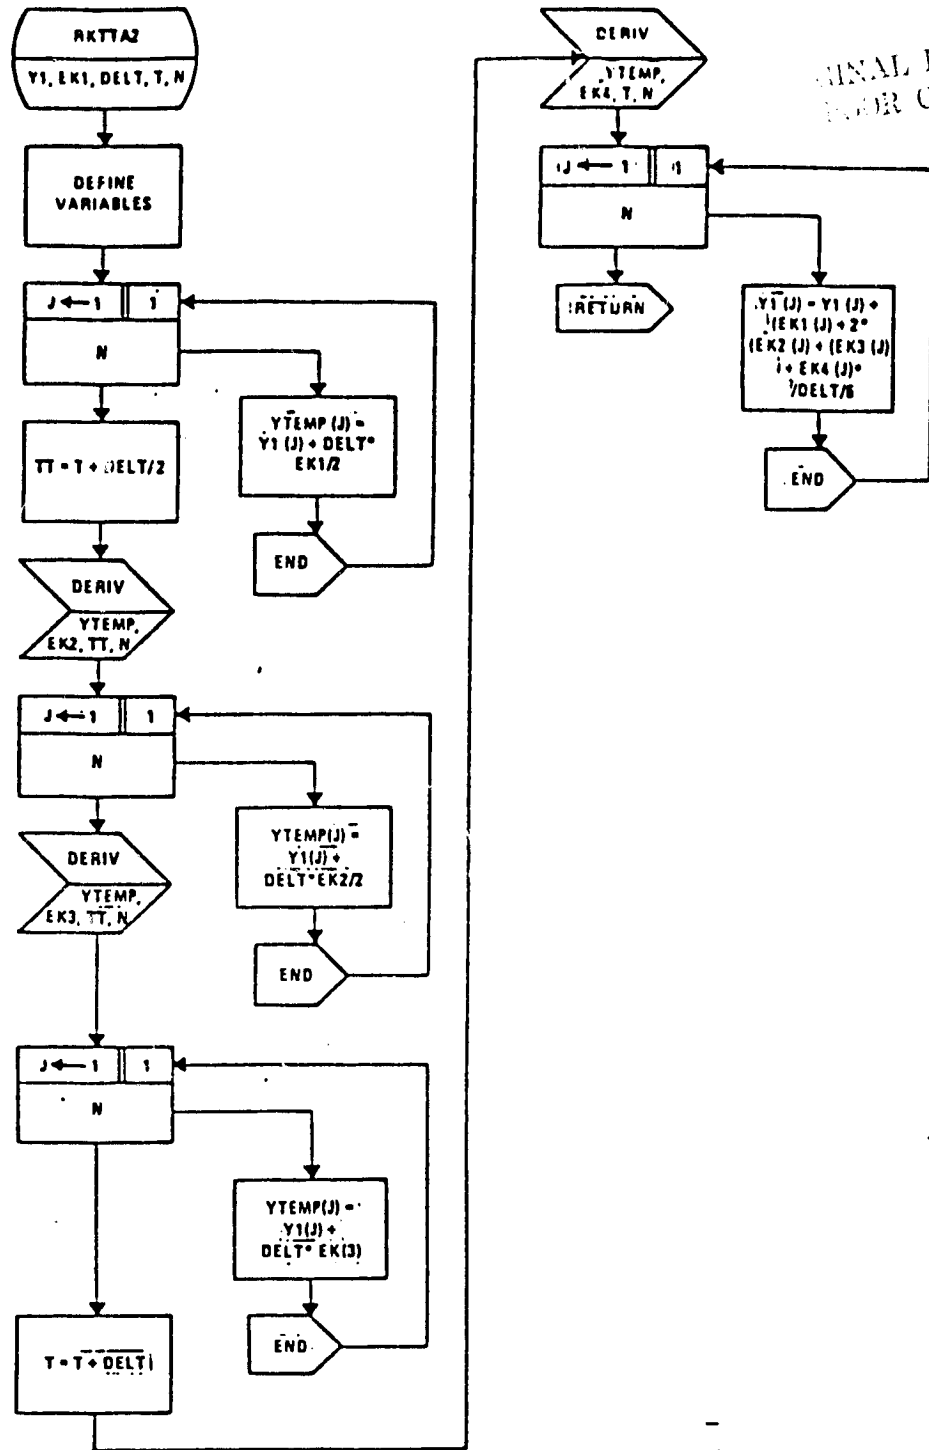 RKTTA2
Y1, EK1, DELT, T, N
DEFINE
VARIABLES
J ← 1 1
N
YTEMP (J) =
Y1 (J) + DELT*
EK1/2
END
TT = T + DELT/2
DERIV
YTEMP,
EK2, TT, N
J ← 1 1
N
YTEMP(J) =
Y1(J) +
DELT*EK2/2
END
DERIV
YTEMP,
EK3, TT, N
J ← 1 1
N
YTEMP(J) =
Y1(J) +
DELT* EK(3)
END
T = T + DELT
DERIV
YTEMP,
EK4, T, N
J ← 1 1
N
Y1 (J) = Y1 (J) +
(EK1 (J) + 2*
(EK2 (J) + (EK3 (J)
+ EK4 (J)*
/DELT/6
END
RETURN